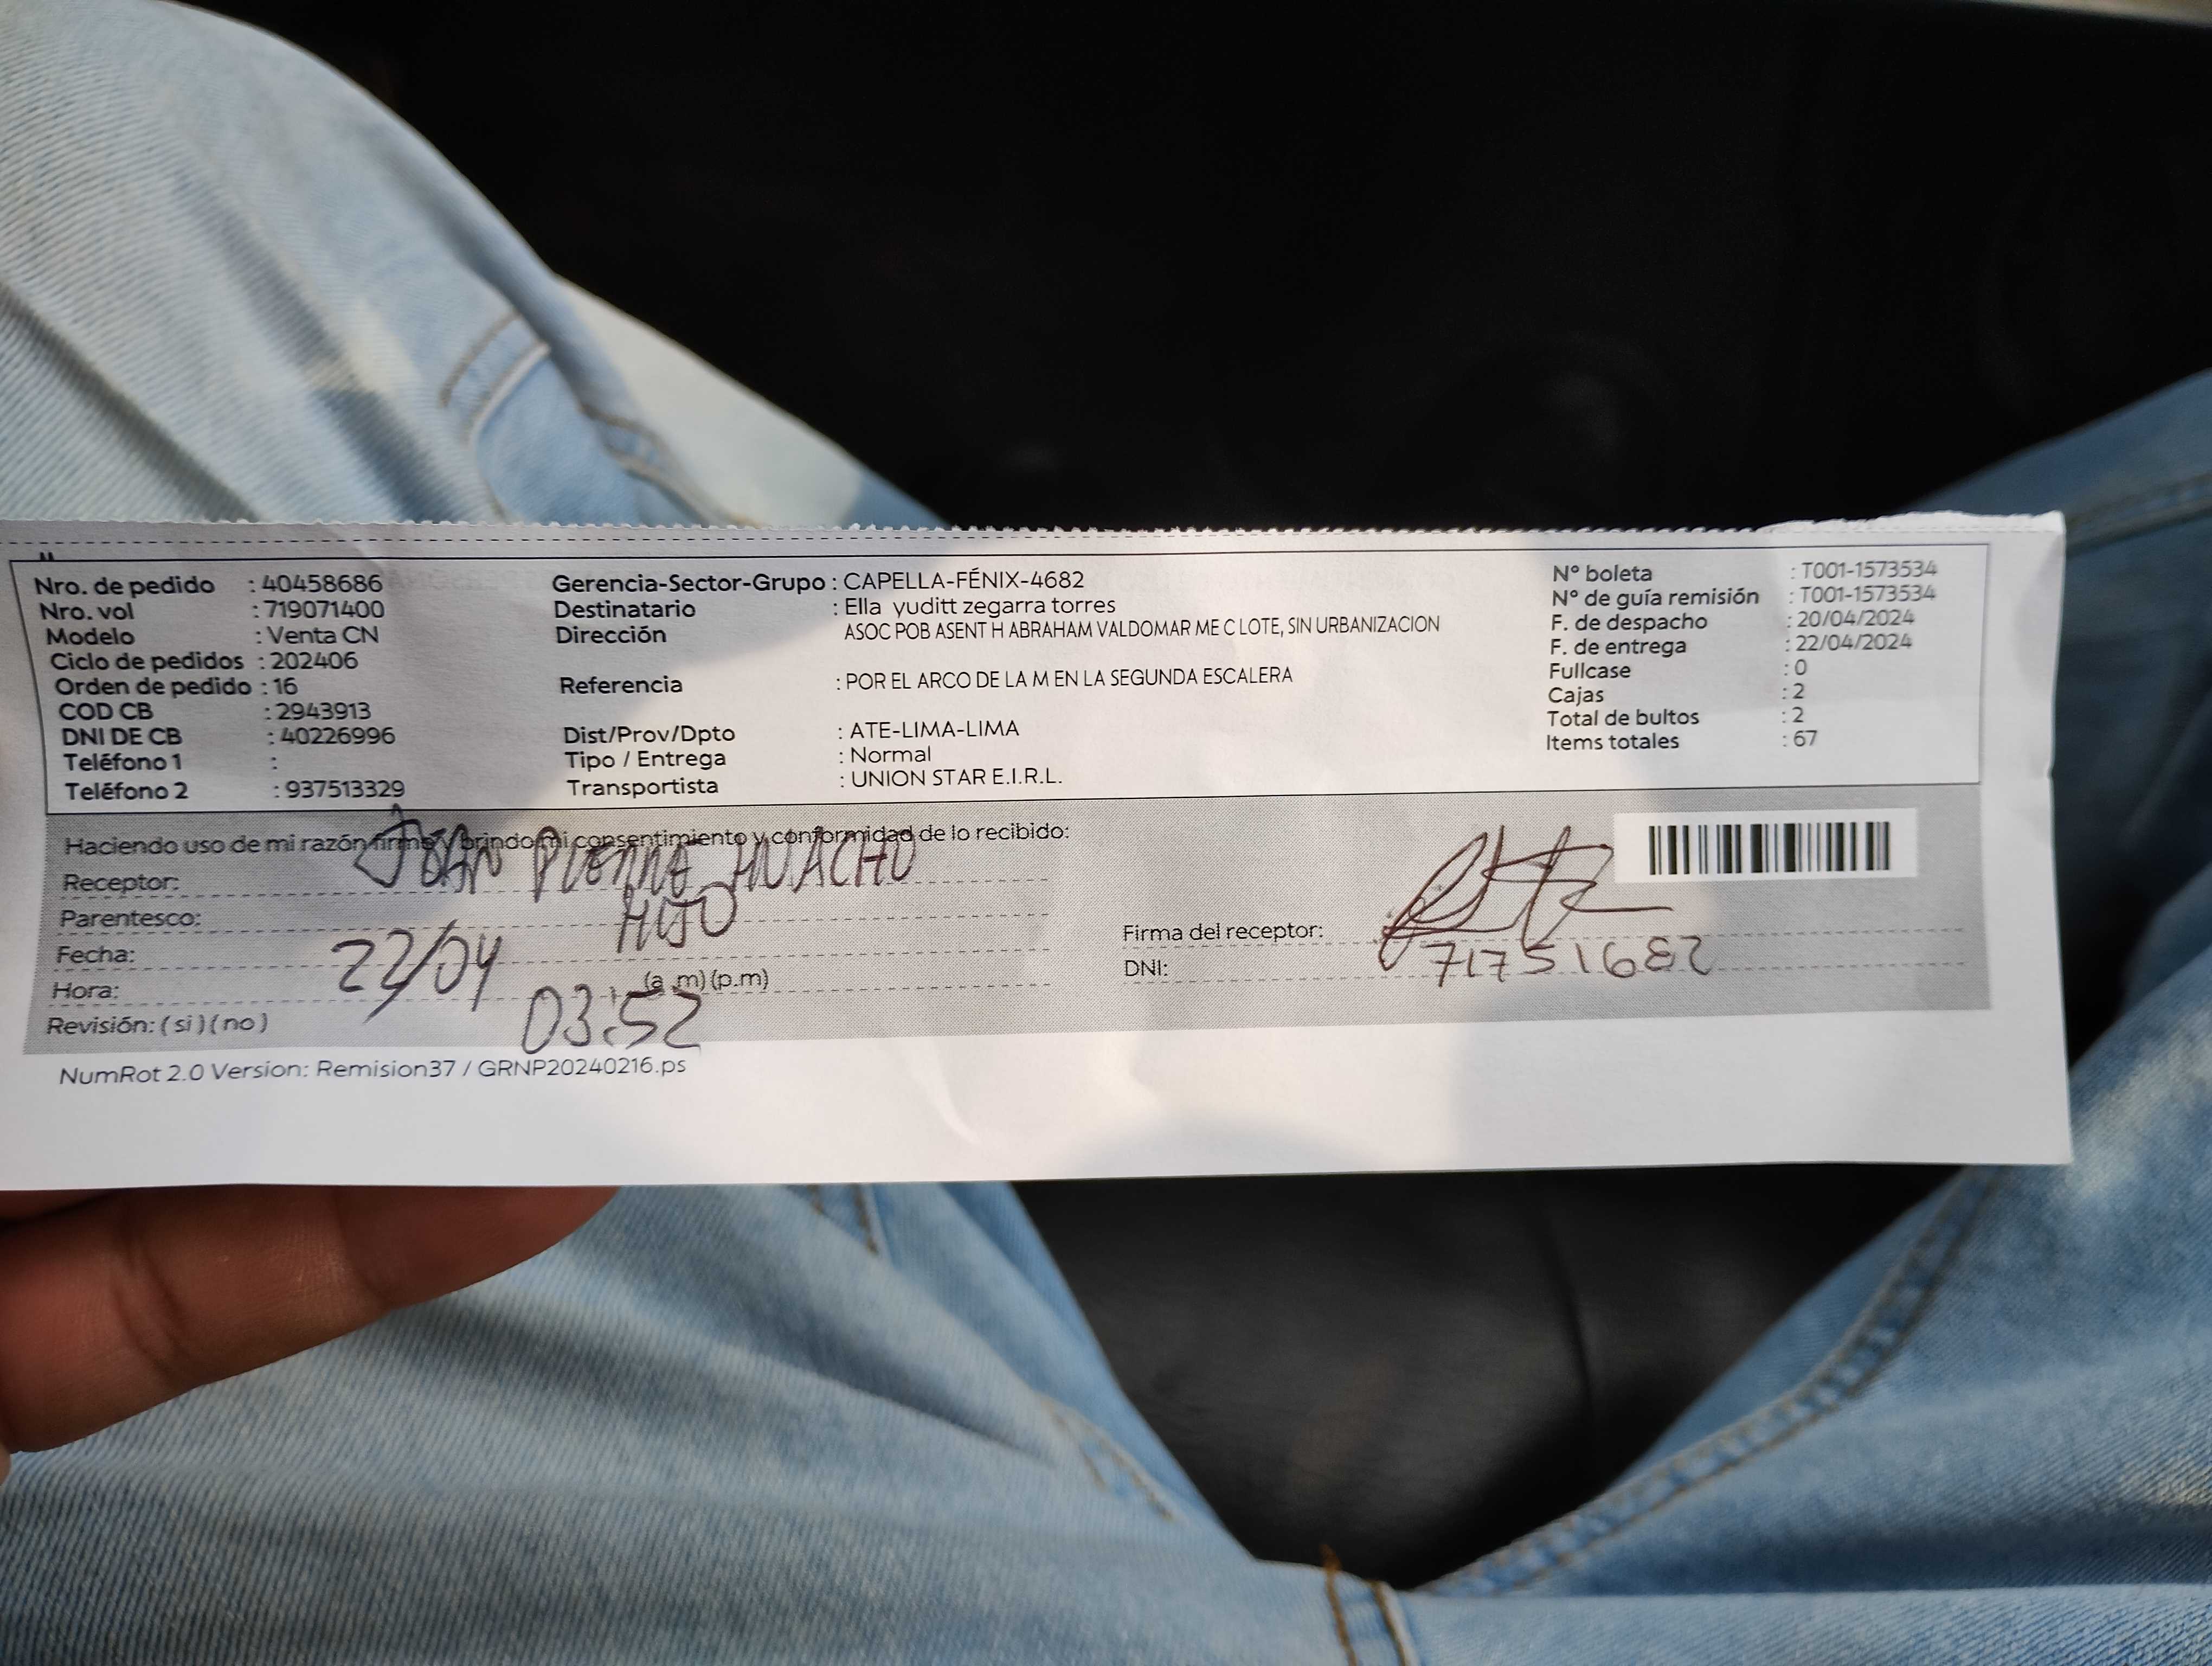 Nro. de pedido : 40458686
Nro. vol : 719071400
Modelo : Venta CN
Ciclo de pedidos : 202406
Orden de pedido : 16
COD CB : 2943913
DNI DE CB : 40226996
Teléfono 1 :
Teléfono 2 : 937513329
Gerencia-Sector-Grupo : CAPELLA-FÉNIX-4682
Destinatario : Ella yuditt zegarra torres
Dirección ASOC POB ASENT H ABRAHAM VALDOMAR ME C LOTE, SIN URBANIZACION
Referencia : POR EL ARCO DE LA M EN LA SEGUNDA ESCALERA
Dist/Prov/Dpto : ATE-LIMA-LIMA
Tipo / Entrega : Normal
Transportista : UNION STAR E.I.R.L.
N° boleta : T001-1573534
N° de guía remisión : T001-1573534
F. de despacho : 20/04/2024
F. de entrega : 22/04/2024
Fullcase : 0
Cajas : 2
Total de bultos : 2
Items totales : 67
Haciendo uso de mi razón firmo y brindo mi consentimiento y conformidad de lo recibido:
Receptor: JEAN PIERRE HUACHO
Parentesco: HIJO
Fecha: 22/04
Hora: 03:52 (a.m)(p.m)
Revisión: ( si ) ( no )
Firma del receptor:
DNI: 71751682
NumRot 2.0 Version: Remision37 / GRNP20240216.ps